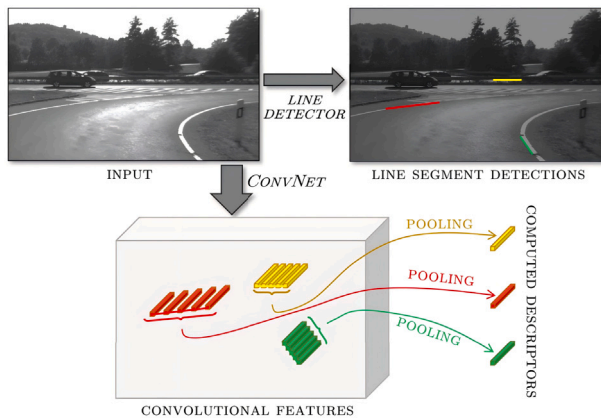 LINE
DETECTOR
INPUT
LINE SEGMENT DETECTIONS
CONVNET
POOLING
POOLING
POOLING
COMPUTED DESCRIPTORS
CONVOLUTIONAL FEATURES